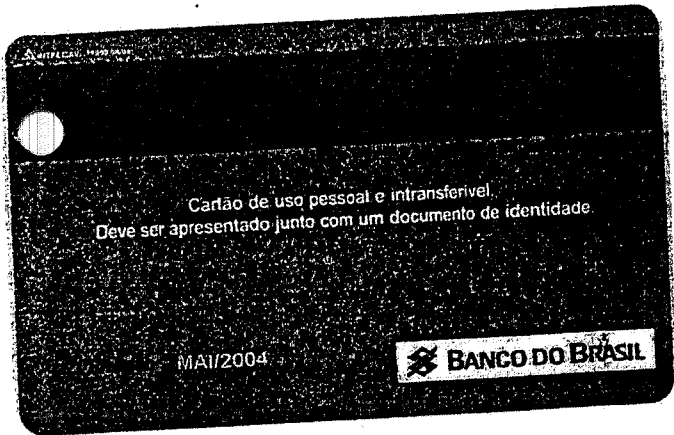 Cartão de uso pessoal e intransferível.
Deve ser apresentado junto com um documento de identidade.
MAI/2004
BANCO DO BRASIL